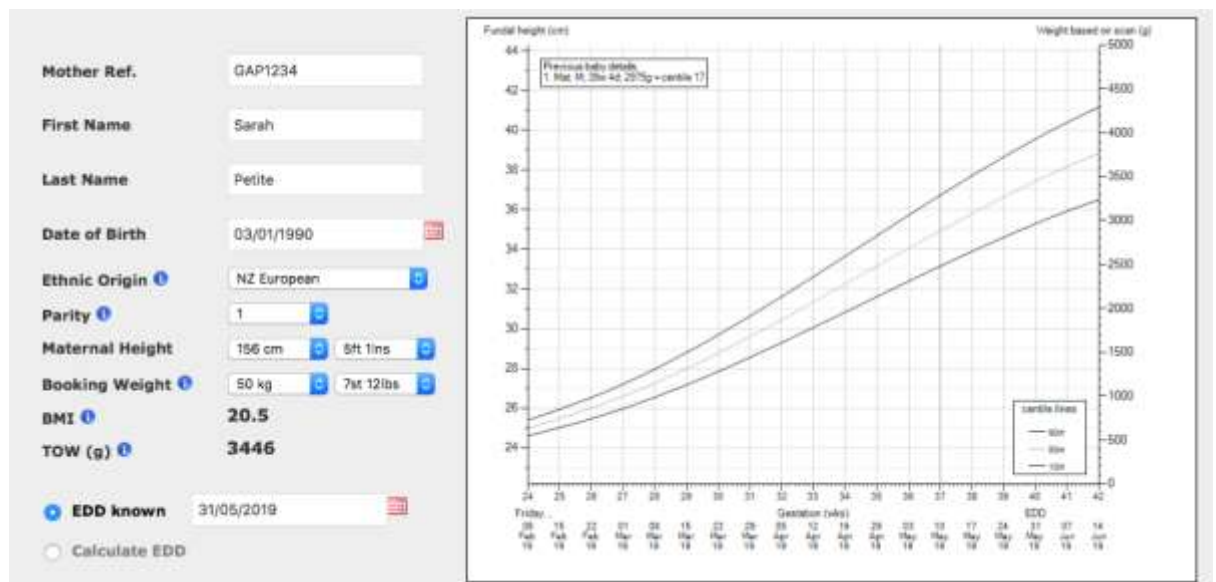 Mother Ref. GAP1234
First Name Sarah
Last Name Petite
Date of Birth 03/01/1990
Ethnic Origin NZ European
Parity 1
Maternal Height 156 cm 5ft 1ins
Booking Weight 50 kg 7st 12lbs
BMI 20.5
TOW (g) 3446
EDD known 31/05/2019
Calculate EDD
Fundal height (cm) Weight based on scan (g)
44 5000
Previous baby details
42 4500
40 4000
38 3500
36 3000
34 2500
32 2000
30 1500
28 1000
26 500
24 0
centile lines
24 25 26 27 28 29 30 31 32 33 34 35 36 37 38 39 40 41 42
Friday... Gestation (wks) EDD